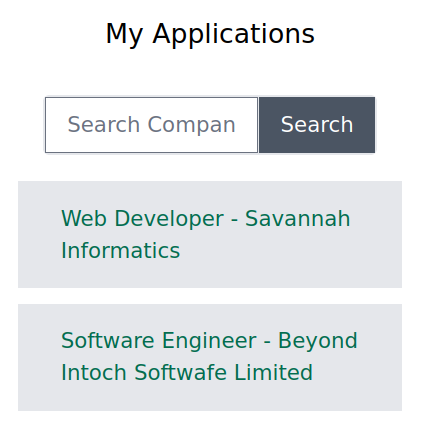 My Applications
Search Compan Search
Web Developer - Savannah
Informatics
Software Engineer - Beyond
Intoch Softwafe Limited